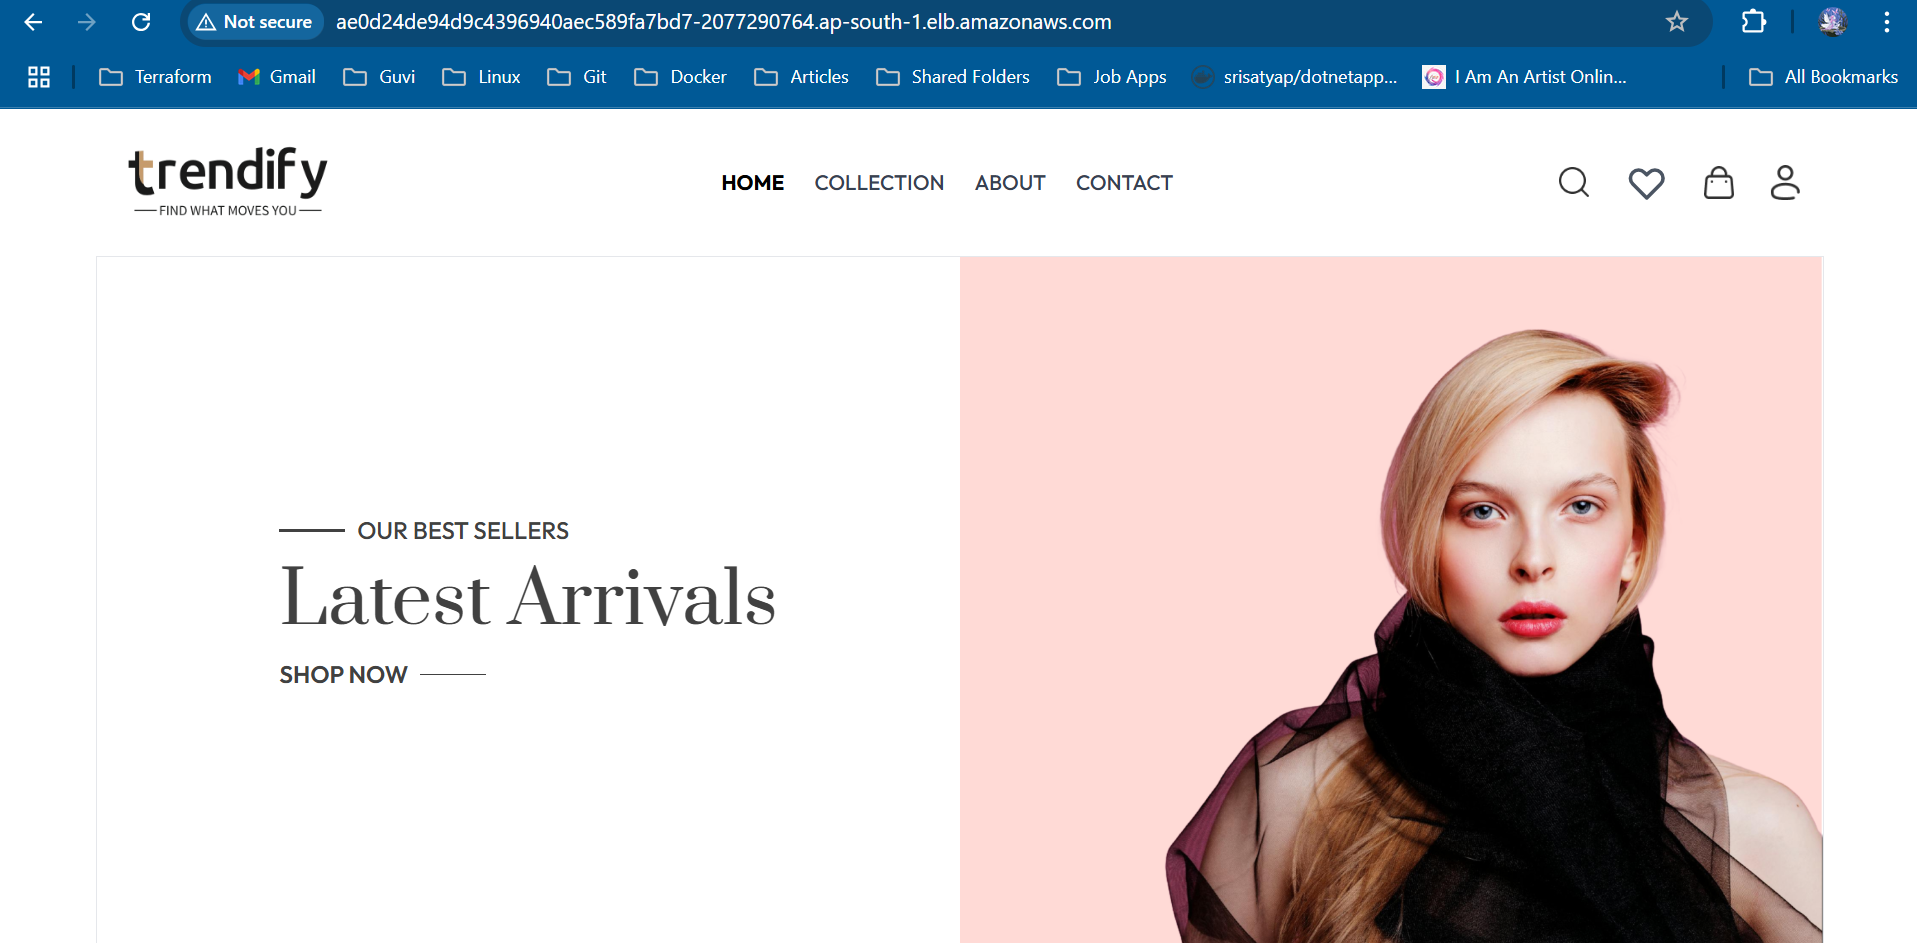 Not secure ae0d24de94d9c4396940aec589fa7bd7-2077290764.ap-south-1.elb.amazonaws.com
Terraform Gmail Guvi Linux Git Docker Articles Shared Folders Job Apps srisatyap/dotnetapp... I Am An Artist Onlin... All Bookmarks
trendify
FIND WHAT MOVES YOU
HOME COLLECTION ABOUT CONTACT
OUR BEST SELLERS
Latest Arrivals
SHOP NOW